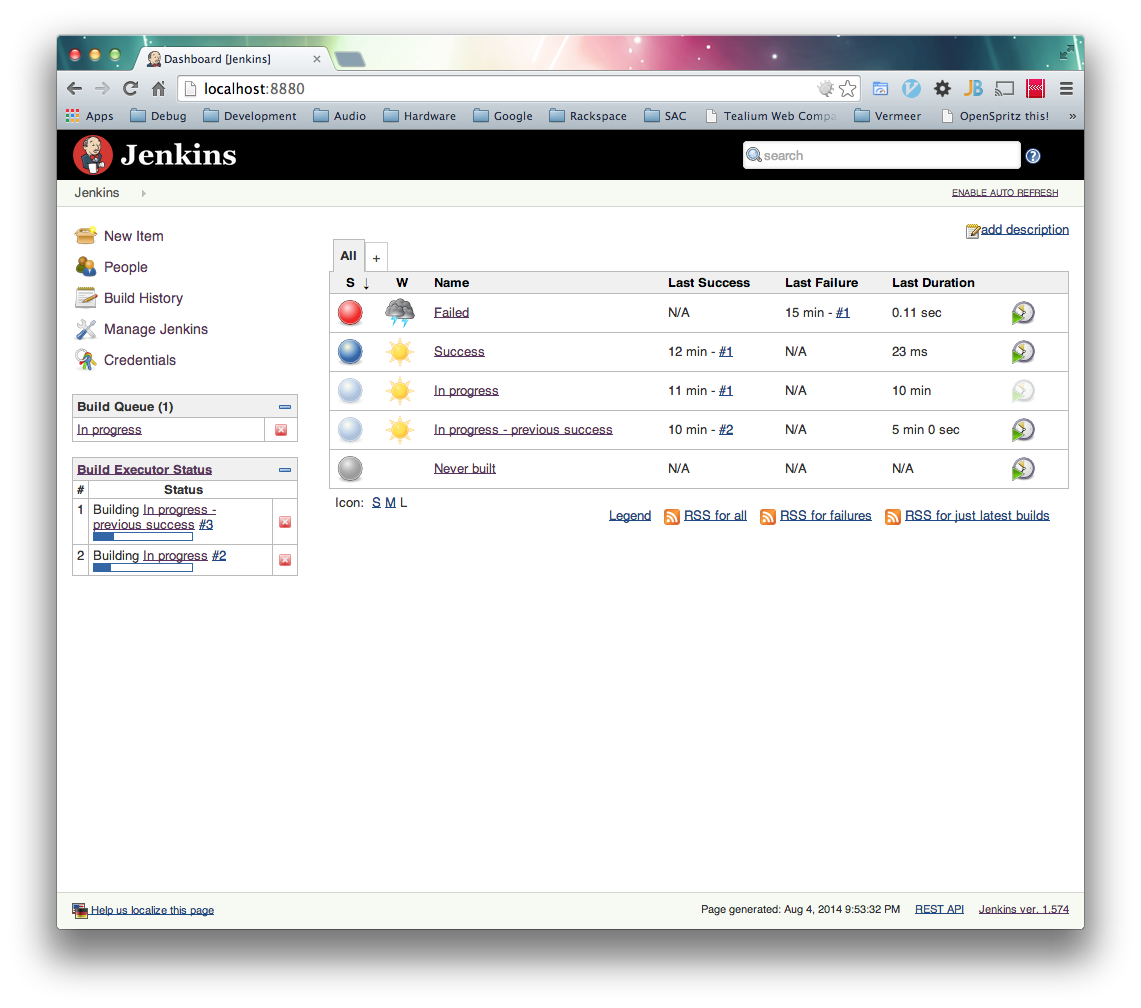 Dashboard [Jenkins]
localhost:8880
Apps Debug Development Audio Hardware Google Rackspace SAC Tealium Web Compa Vermeer OpenSpritz this! »
Jenkins
search
Jenkins
ENABLE AUTO REFRESH
New Item
People
Build History
Manage Jenkins
Credentials
Build Queue (1)
In progress
Build Executor Status
# Status
1 Building In progress -
previous success #3
2 Building In progress #2
add description
All +
S ↓ W Name Last Success Last Failure Last Duration
Failed N/A 15 min - #1 0.11 sec
Success 12 min - #1 N/A 23 ms
In progress 11 min - #1 N/A 10 min
In progress - previous success 10 min - #2 N/A 5 min 0 sec
Never built N/A N/A N/A
Icon: S M L
Legend RSS for all RSS for failures RSS for just latest builds
Help us localize this page
Page generated: Aug 4, 2014 9:53:32 PM REST API Jenkins ver. 1.574